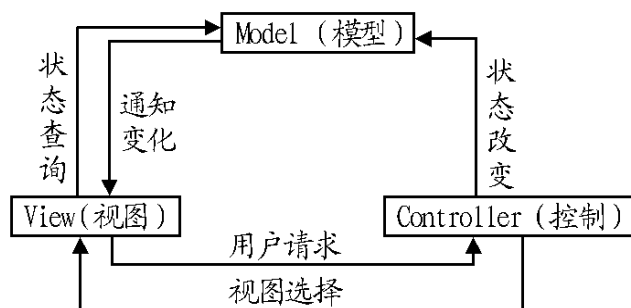 Model (模型)
状态查询
通知
变化
状态改变
View(视图)
Controller (控制)
用户请求
视图选择